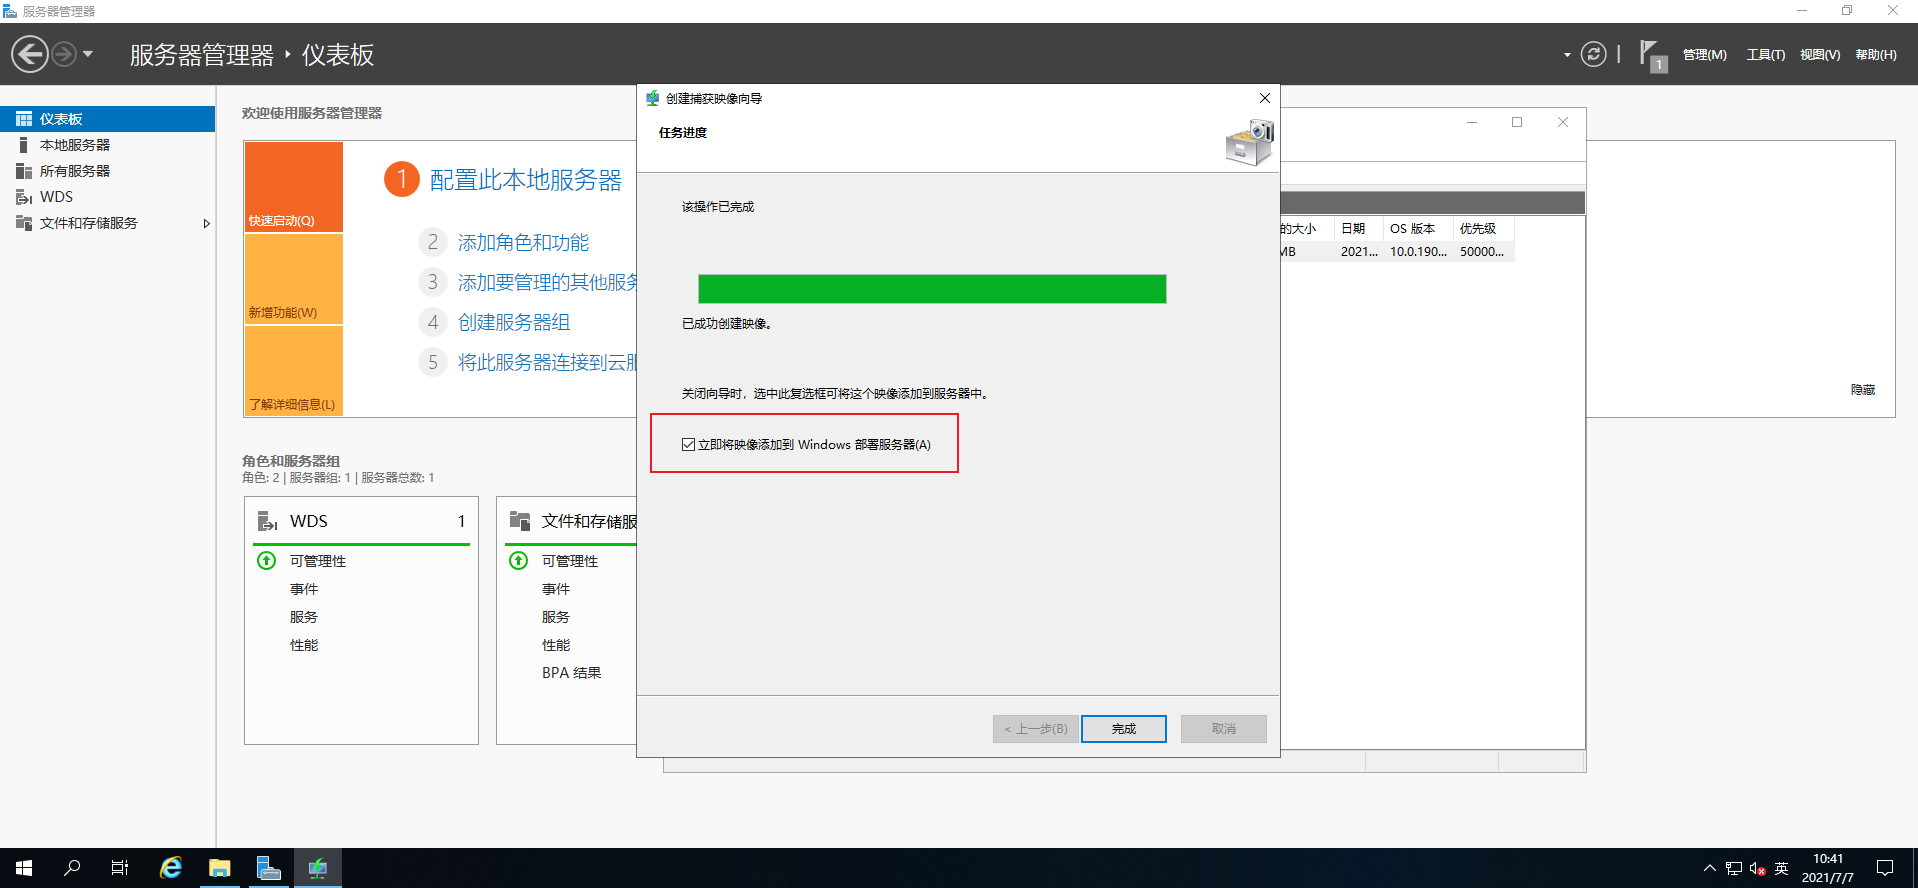 服务器管理器
服务器管理器 ‣ 仪表板
1
管理(M) 工具(T) 视图(V) 帮助(H)
仪表板
本地服务器
所有服务器
WDS
文件和存储服务
欢迎使用服务器管理器
快速启动(Q)
新增功能(W)
了解详细信息(L)
1 配置此本地服务器
2 添加角色和功能
3 添加要管理的其他服务
4 创建服务器组
5 将此服务器连接到云服
隐藏
角色和服务器组
角色: 2 | 服务器组: 1 | 服务器总数: 1
WDS 1
可管理性
事件
服务
性能
文件和存储服
可管理性
事件
服务
性能
BPA 结果
创建捕获映像向导
任务进度
该操作已完成
已成功创建映像。
关闭向导时，选中此复选框可将这个映像添加到服务器中。
立即将映像添加到 Windows 部署服务器(A)
< 上一步(B) 完成 取消
的大小 日期 OS 版本 优先级
MB 2021... 10.0.190... 50000...
英
10:41
2021/7/7